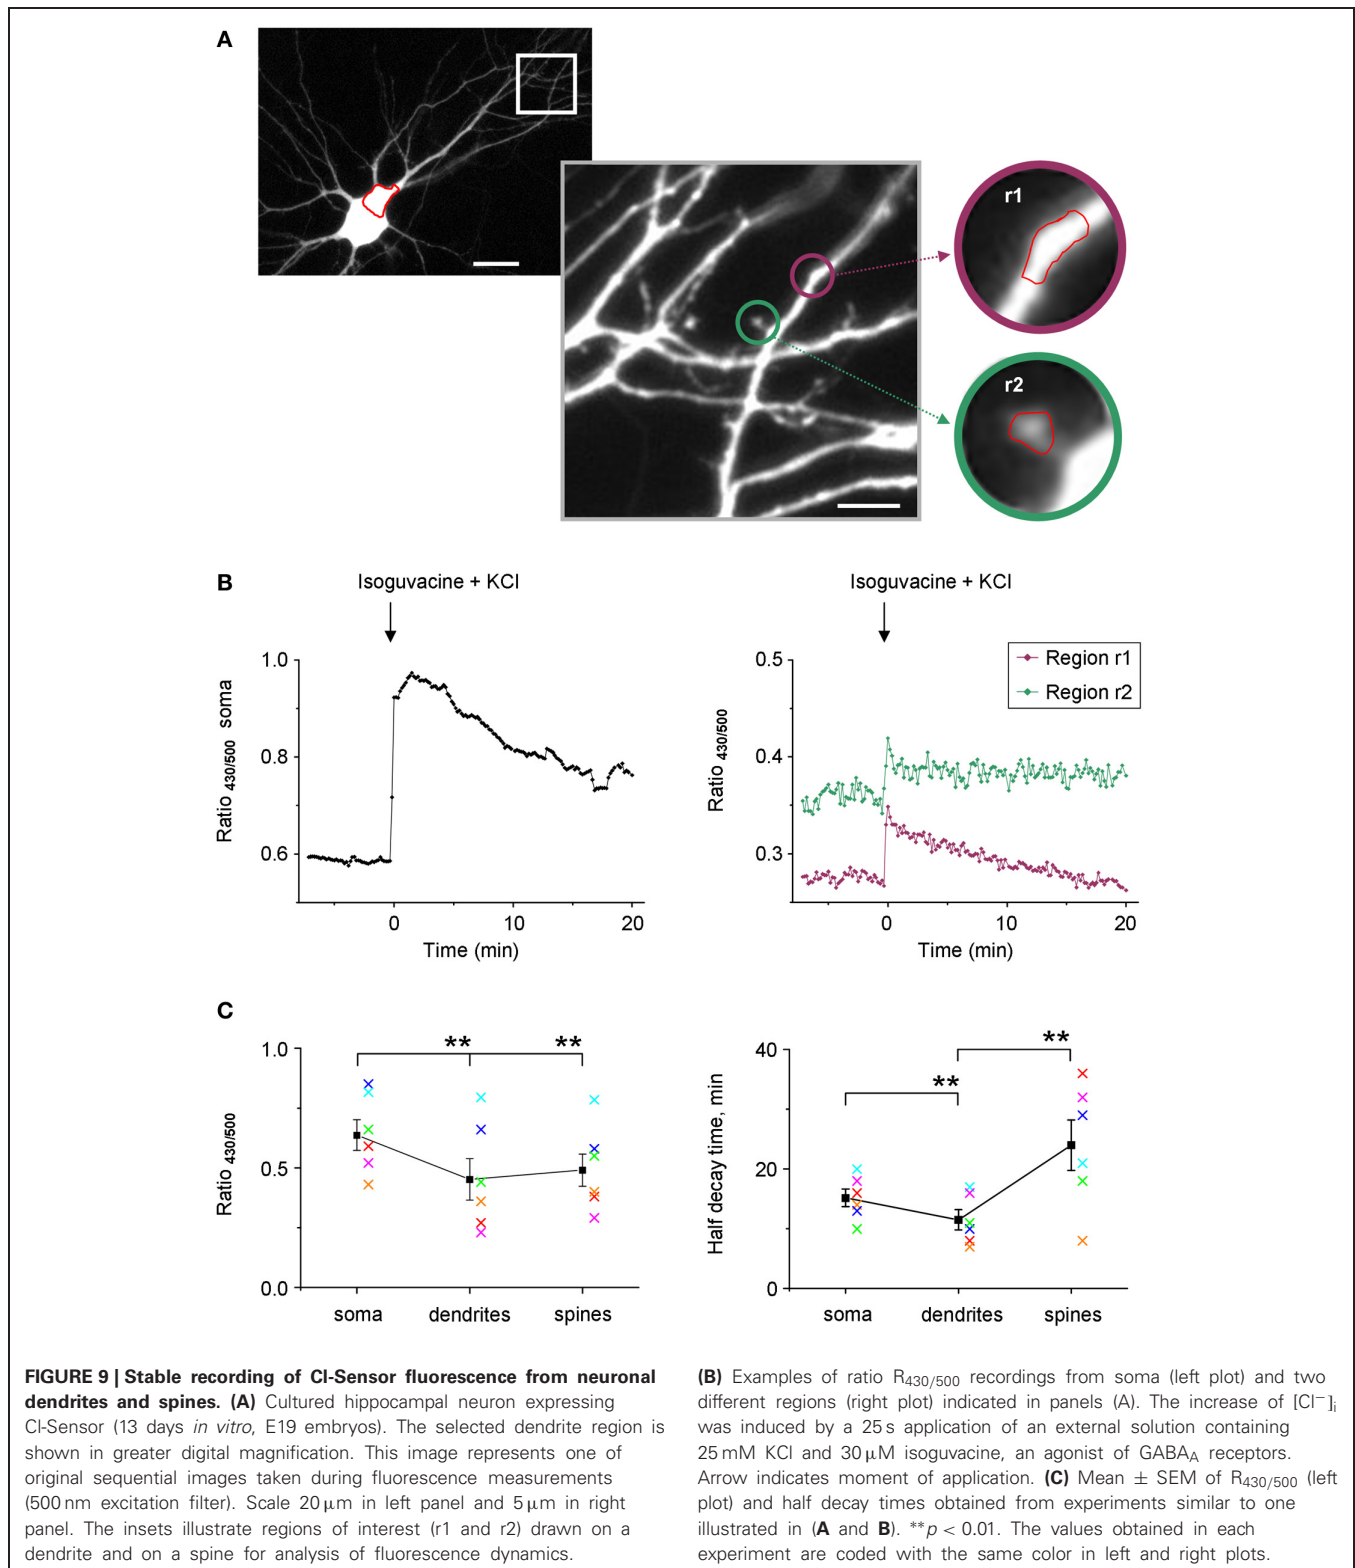 A
r1
r2
B
Isoguvacine + KCl
Isoguvacine + KCl
1.0
0.8
0.6
Ratio 430/500 soma
0 10 20
Time (min)
0.5
0.4
0.3
Ratio 430/500
Region r1
Region r2
0 10 20
Time (min)
C
** **
1.0
0.5
0.0
Ratio 430/500
soma dendrites spines
** **
40
20
0
Half decay time, min
soma dendrites spines
FIGURE 9 | Stable recording of Cl-Sensor fluorescence from neuronal
dendrites and spines. (A) Cultured hippocampal neuron expressing
Cl-Sensor (13 days in vitro, E19 embryos). The selected dendrite region is
shown in greater digital magnification. This image represents one of
original sequential images taken during fluorescence measurements
(500 nm excitation filter). Scale 20 μm in left panel and 5 μm in right
panel. The insets illustrate regions of interest (r1 and r2) drawn on a
dendrite and on a spine for analysis of fluorescence dynamics.
(B) Examples of ratio R430/500 recordings from soma (left plot) and two
different regions (right plot) indicated in panels (A). The increase of [Cl−]i
was induced by a 25 s application of an external solution containing
25 mM KCl and 30 μM isoguvacine, an agonist of GABAA receptors.
Arrow indicates moment of application. (C) Mean ± SEM of R430/500 (left
plot) and half decay times obtained from experiments similar to one
illustrated in (A and B). **p < 0.01. The values obtained in each
experiment are coded with the same color in left and right plots.